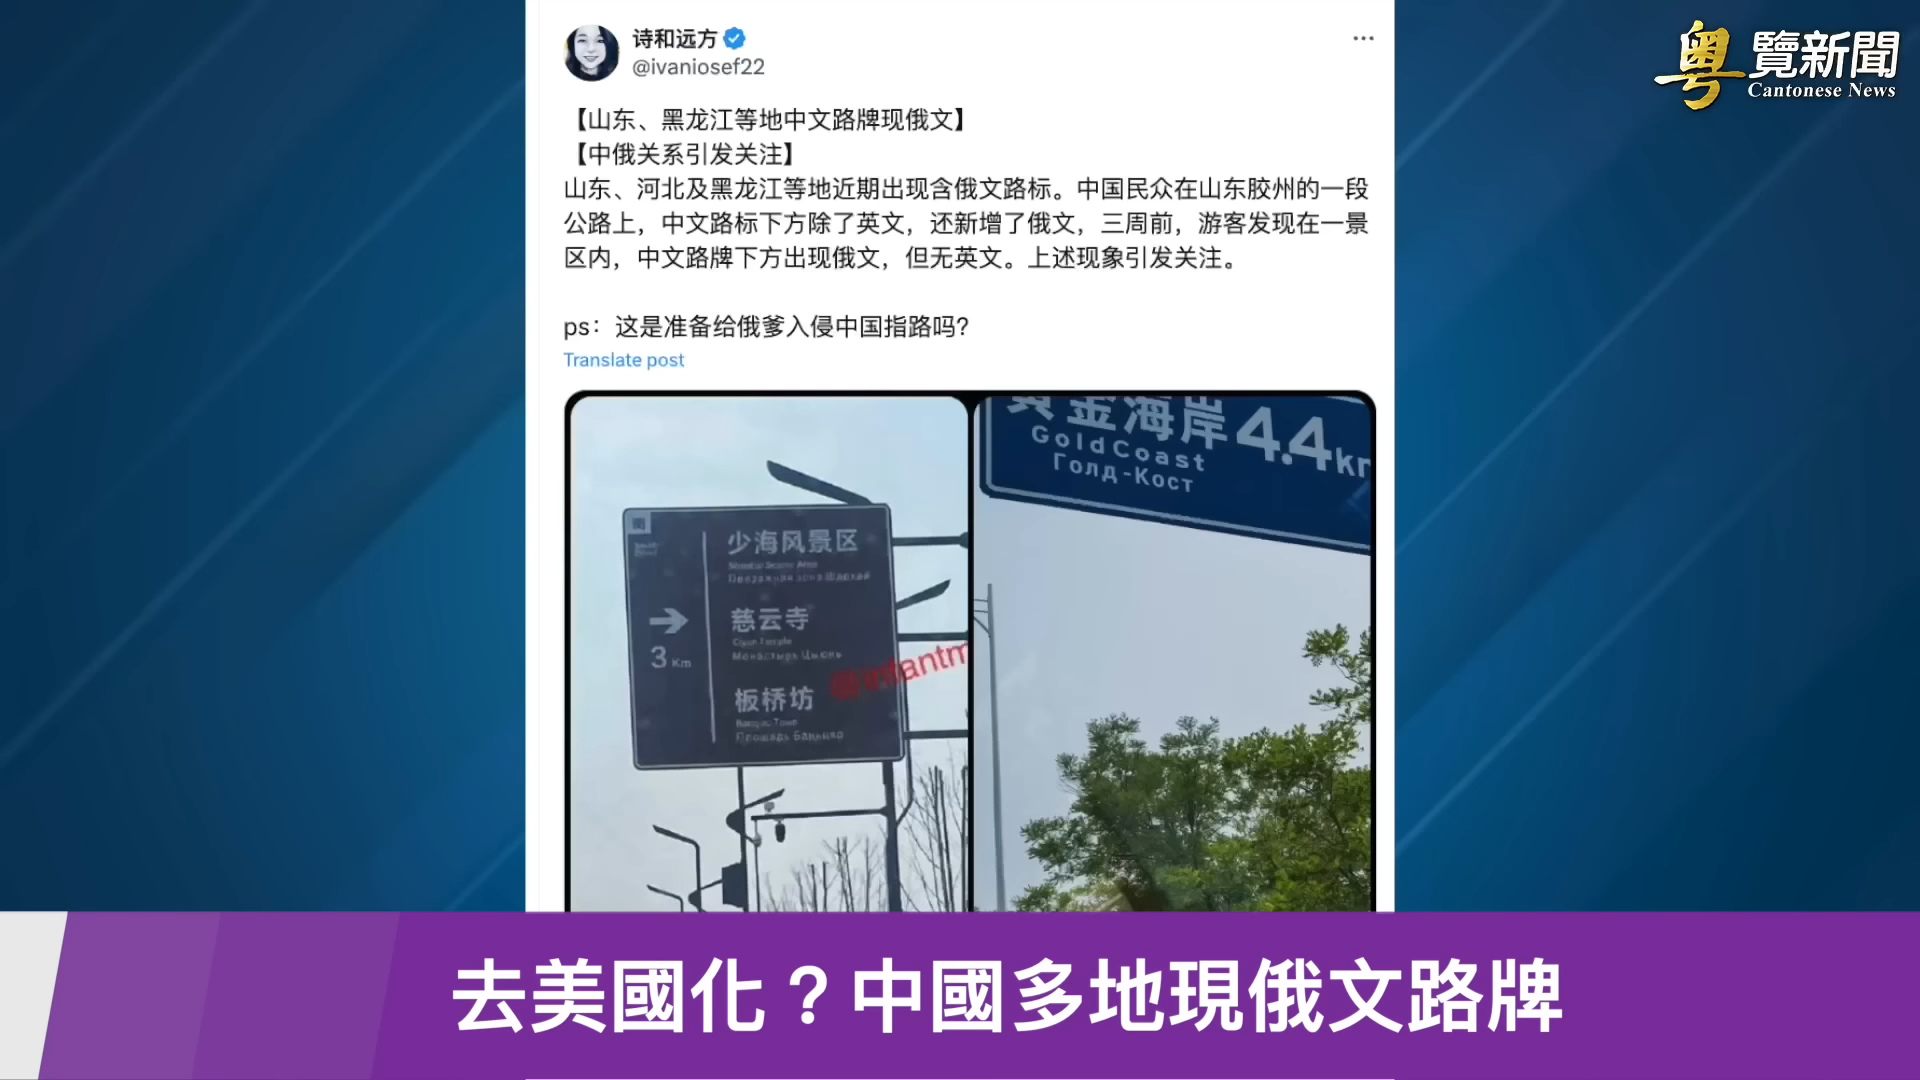 诗和远方
@ivaniosef22
粤覽新聞
Cantonese News
【山东、黑龙江等地中文路牌现俄文】
【中俄关系引发关注】
山东、河北及黑龙江等地近期出现含俄文路标。中国民众在山东胶州的一段
公路上，中文路标下方除了英文，还新增了俄文，三周前，游客发现在一景
区内，中文路牌下方出现俄文，但无英文。上述现象引发关注。
ps：这是准备给俄爹入侵中国指路吗?
Translate post
少海风景区
慈云寺
Монастырь Циюнь
板桥坊
3 Km
黄金海岸 4.4km
Gold Coast
Голд-Кост
去美國化？中國多地現俄文路牌